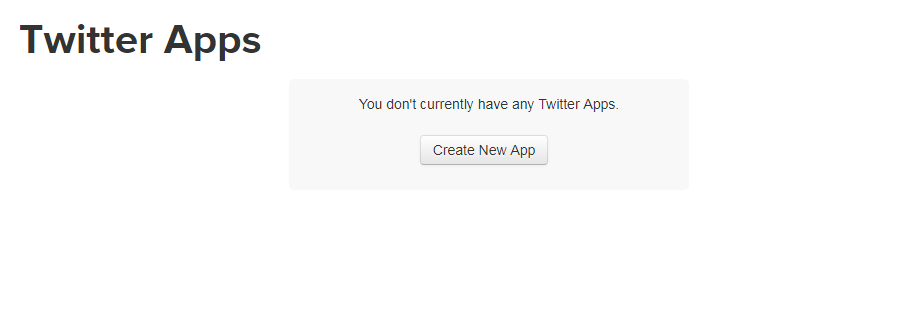 Twitter Apps
You don't currently have any Twitter Apps.
Create New App